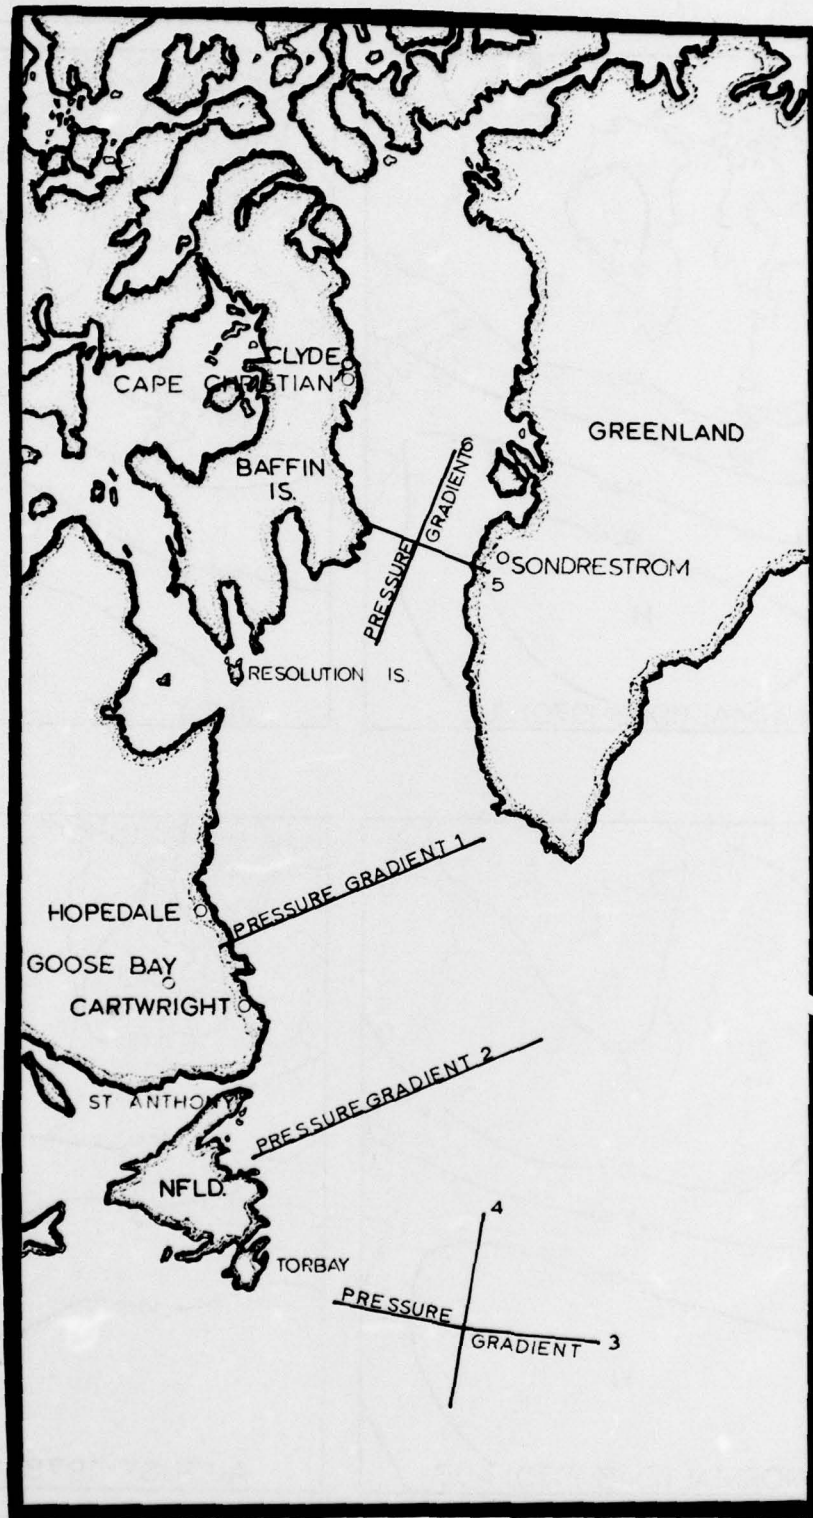 CLYDE
CAPE CHRISTIAN
GREENLAND
BAFFIN
IS.
PRESSURE GRADIENT 6
SONDRESTROM
5
RESOLUTION IS.
PRESSURE GRADIENT 1
HOPEDALE
GOOSE BAY
CARTWRIGHT
PRESSURE GRADIENT 2
ST ANTHONY
NFLD.
4
TORBAY
PRESSURE
GRADIENT 3